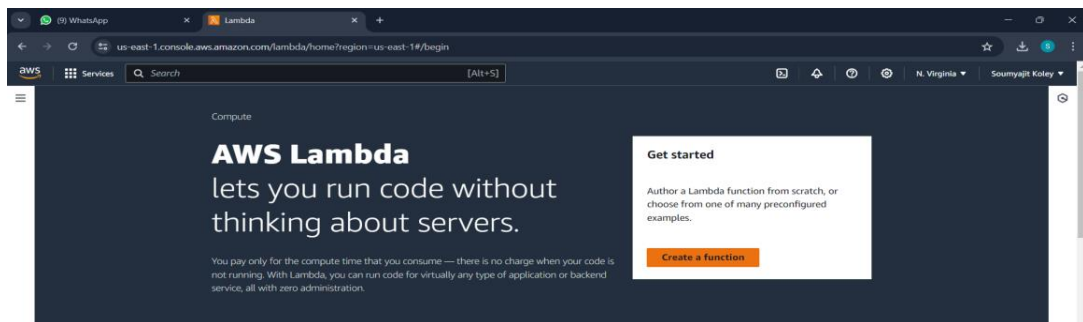 (9) WhatsApp
Lambda
us-east-1.console.aws.amazon.com/lambda/home?region=us-east-1#/begin
S
aws
Services
Search
[Alt+S]
N. Virginia
Soumyajit Koley
Compute
AWS Lambda
lets you run code without
thinking about servers.
You pay only for the compute time that you consume — there is no charge when your code is
not running. With Lambda, you can run code for virtually any type of application or backend
service, all with zero administration.
Get started
Author a Lambda function from scratch, or
choose from one of many preconfigured
examples.
Create a function